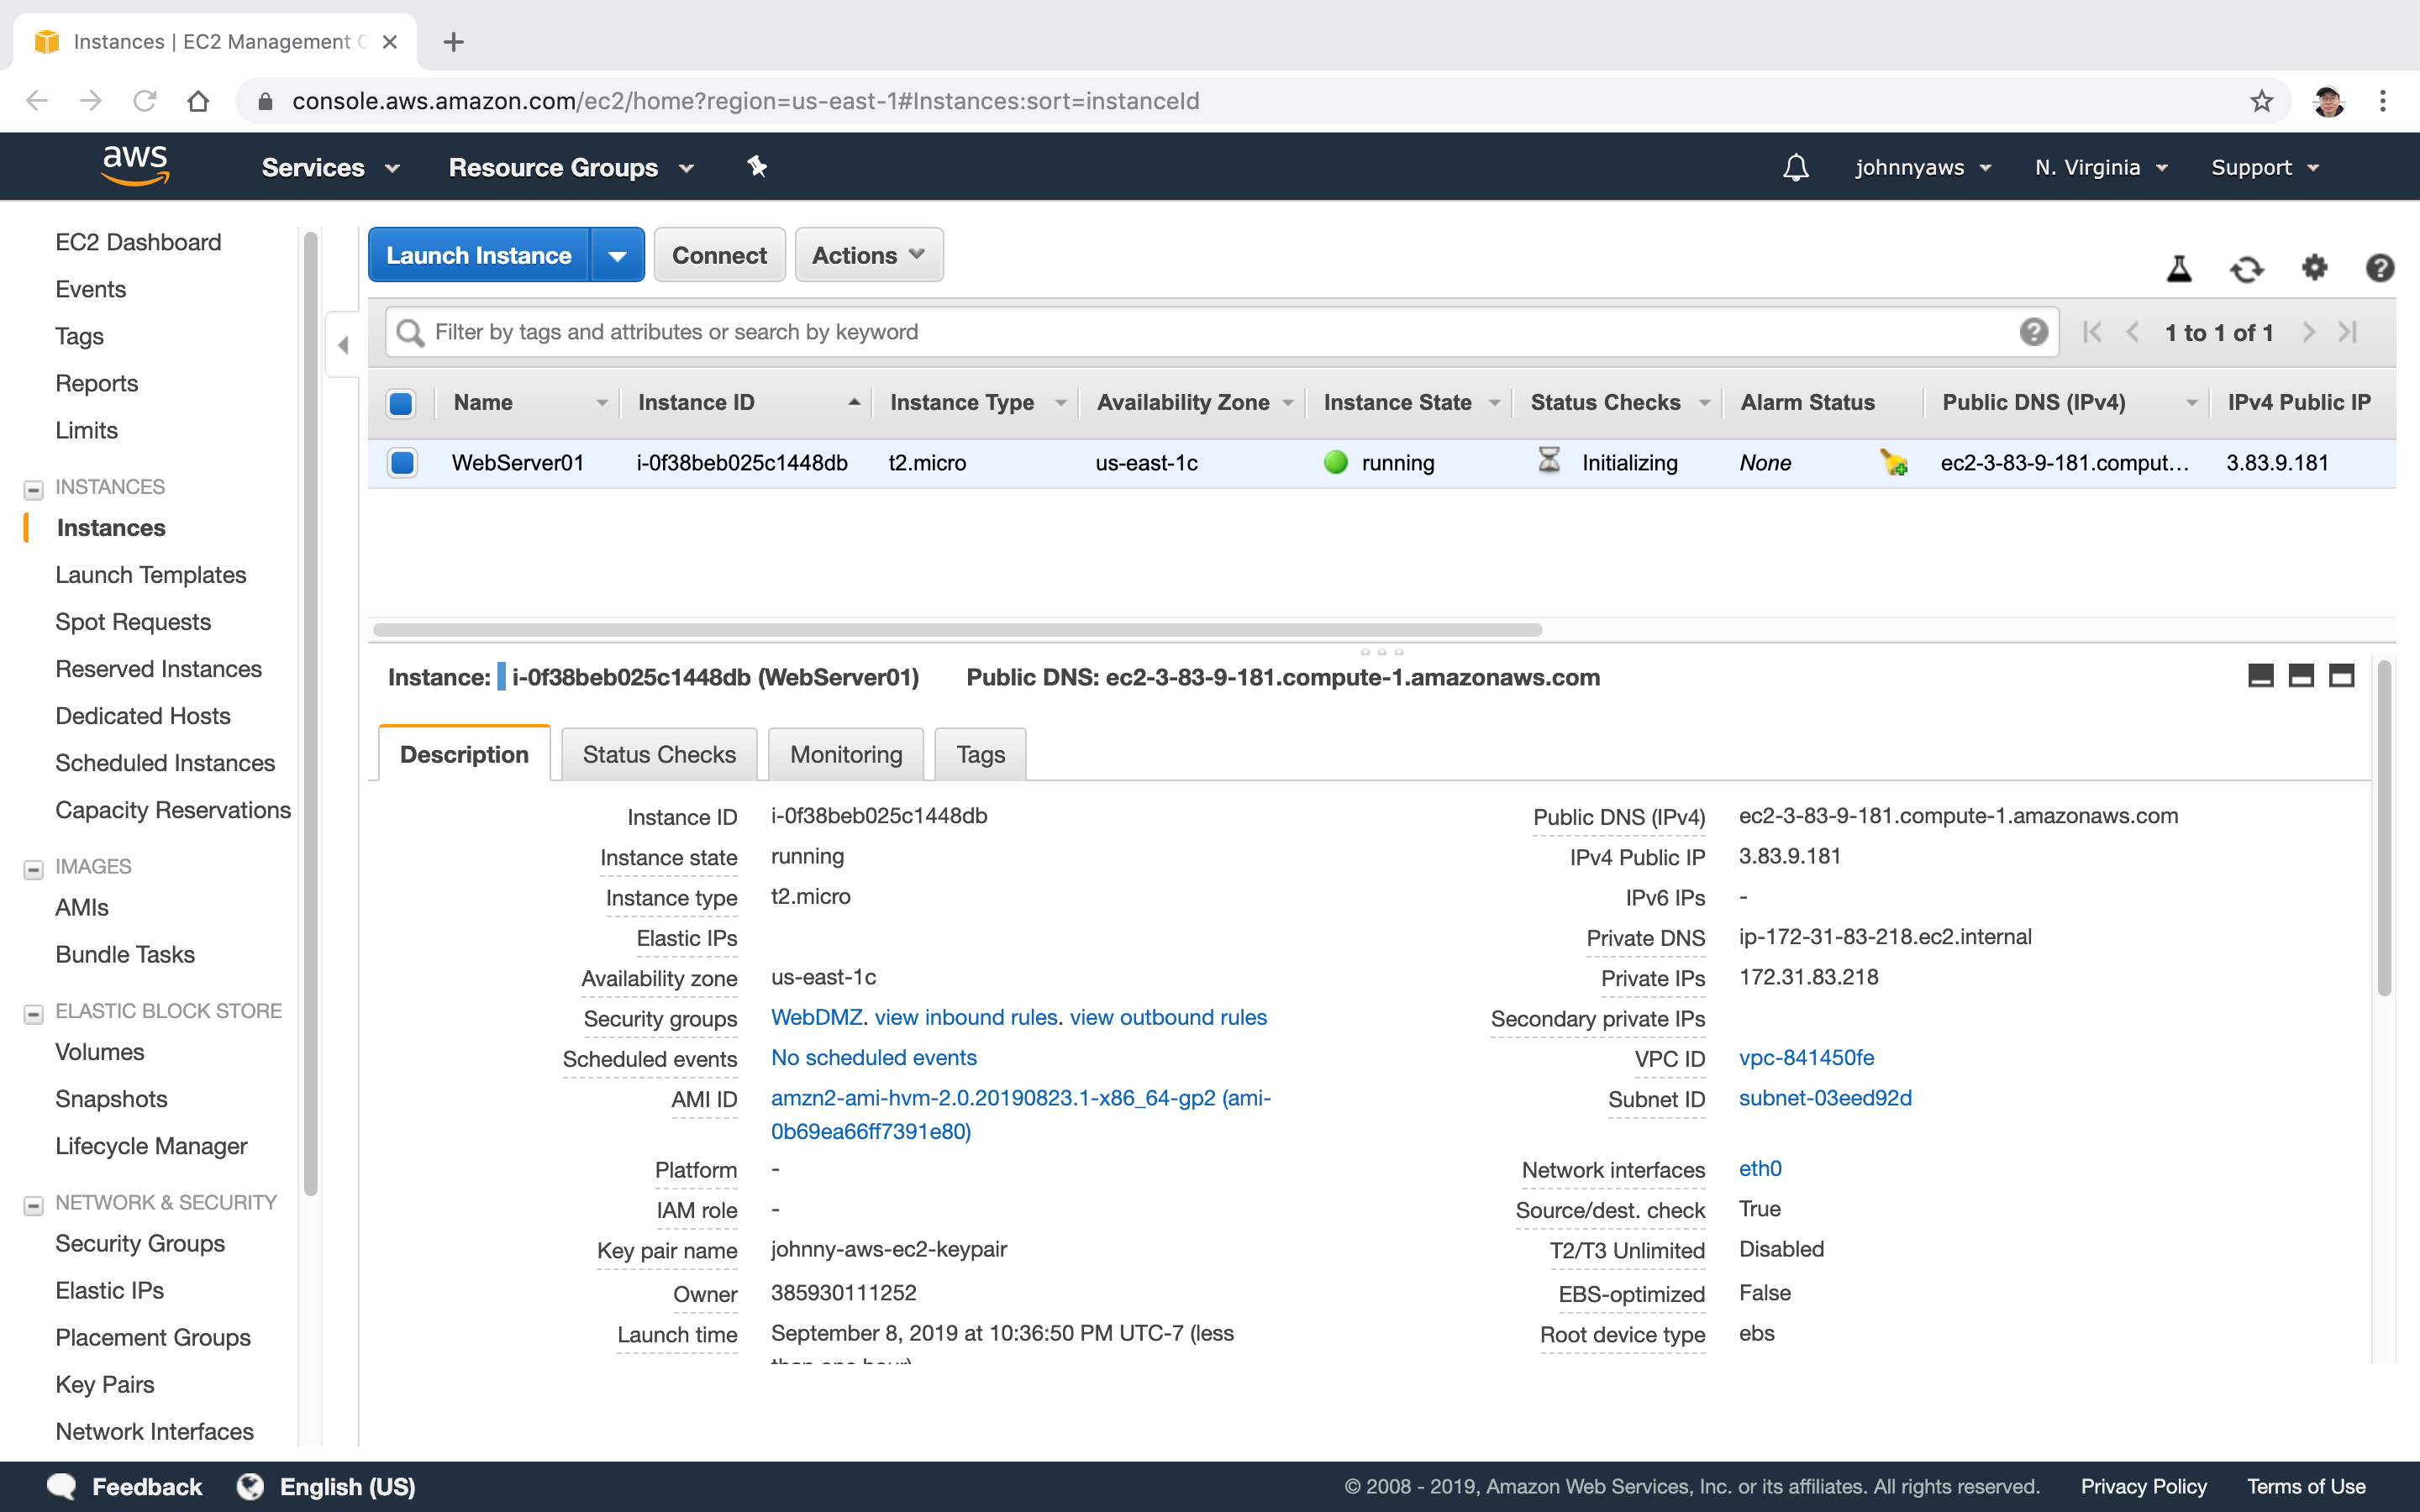 Instances | EC2 Management C
console.aws.amazon.com/ec2/home?region=us-east-1#Instances:sort=instanceId
aws Services Resource Groups johnnyaws N. Virginia Support
EC2 Dashboard
Events
Tags
Reports
Limits
INSTANCES
Instances
Launch Templates
Spot Requests
Reserved Instances
Dedicated Hosts
Scheduled Instances
Capacity Reservations
IMAGES
AMIs
Bundle Tasks
ELASTIC BLOCK STORE
Volumes
Snapshots
Lifecycle Manager
NETWORK & SECURITY
Security Groups
Elastic IPs
Placement Groups
Key Pairs
Network Interfaces
Launch Instance Connect Actions
Filter by tags and attributes or search by keyword 1 to 1 of 1
Name Instance ID Instance Type Availability Zone Instance State Status Checks Alarm Status Public DNS (IPv4) IPv4 Public IP
WebServer01 i-0f38beb025c1448db t2.micro us-east-1c running Initializing None ec2-3-83-9-181.comput... 3.83.9.181
Instance: i-0f38beb025c1448db (WebServer01) Public DNS: ec2-3-83-9-181.compute-1.amazonaws.com
Description Status Checks Monitoring Tags
Instance ID i-0f38beb025c1448db
Instance state running
Instance type t2.micro
Elastic IPs
Availability zone us-east-1c
Security groups WebDMZ. view inbound rules. view outbound rules
Scheduled events No scheduled events
AMI ID amzn2-ami-hvm-2.0.20190823.1-x86_64-gp2 (ami-
0b69ea66ff7391e80)
Platform -
IAM role -
Key pair name johnny-aws-ec2-keypair
Owner 385930111252
Launch time September 8, 2019 at 10:36:50 PM UTC-7 (less
than one hour)
Public DNS (IPv4) ec2-3-83-9-181.compute-1.amazonaws.com
IPv4 Public IP 3.83.9.181
IPv6 IPs -
Private DNS ip-172-31-83-218.ec2.internal
Private IPs 172.31.83.218
Secondary private IPs
VPC ID vpc-841450fe
Subnet ID subnet-03eed92d
Network interfaces eth0
Source/dest. check True
T2/T3 Unlimited Disabled
EBS-optimized False
Root device type ebs
Feedback English (US) © 2008 - 2019, Amazon Web Services, Inc. or its affiliates. All rights reserved. Privacy Policy Terms of Use